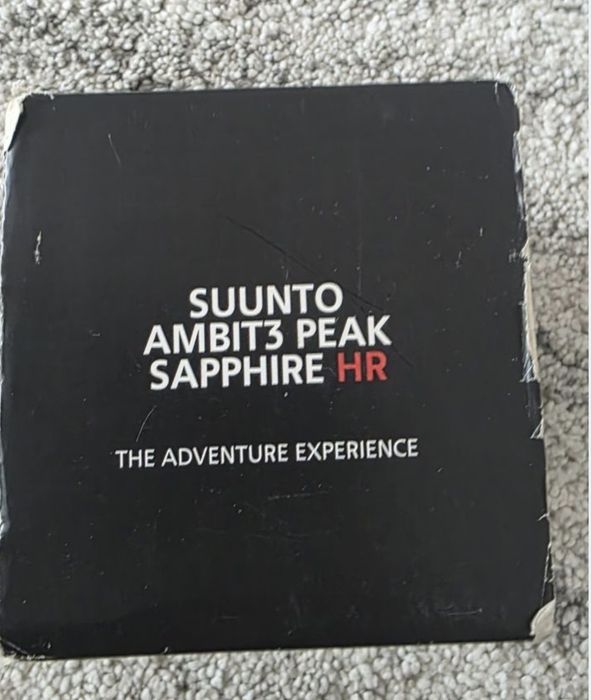 SUUNTO
AMBIT3 PEAK
SAPPHIRE HR
THE ADVENTURE EXPERIENCE